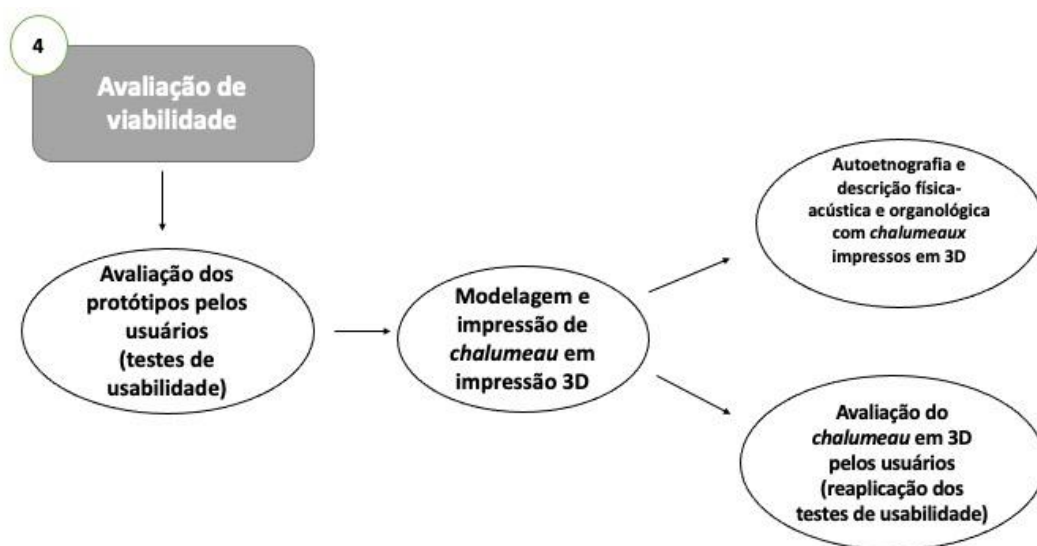 4
Avaliação de
viabilidade
Avaliação dos
protótipos pelos
usuários
(testes de
usabilidade)
Modelagem e
impressão de
chalumeau em
impressão 3D
Autoetnografia e
descrição física-
acústica e organológica
com chalumeaux
impressos em 3D
Avaliação do
chalumeau em 3D
pelos usuários
(reaplicação dos
testes de usabilidade)